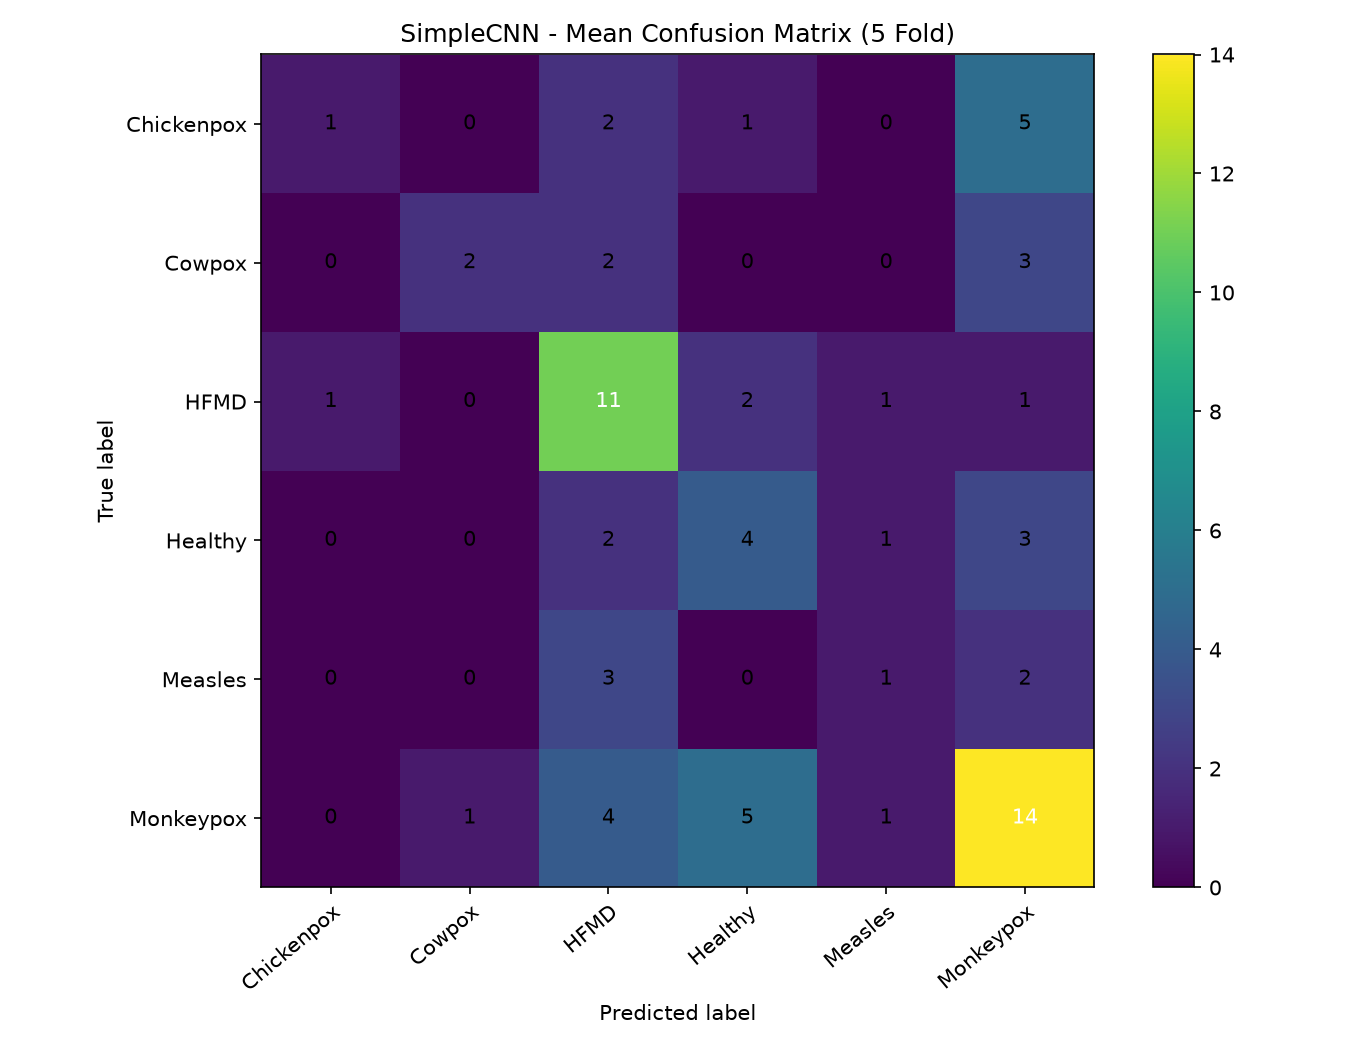 SimpleCNN - Mean Confusion Matrix (5 Fold)
Chickenpox 1 0 2 1 0 5
Cowpox 0 2 2 0 0 3
HFMD 1 0 11 2 1 1
Healthy 0 0 2 4 1 3
Measles 0 0 3 0 1 2
Monkeypox 0 1 4 5 1 14
True label
Chickenpox Cowpox HFMD Healthy Measles Monkeypox
Predicted label
14
12
10
8
6
4
2
0